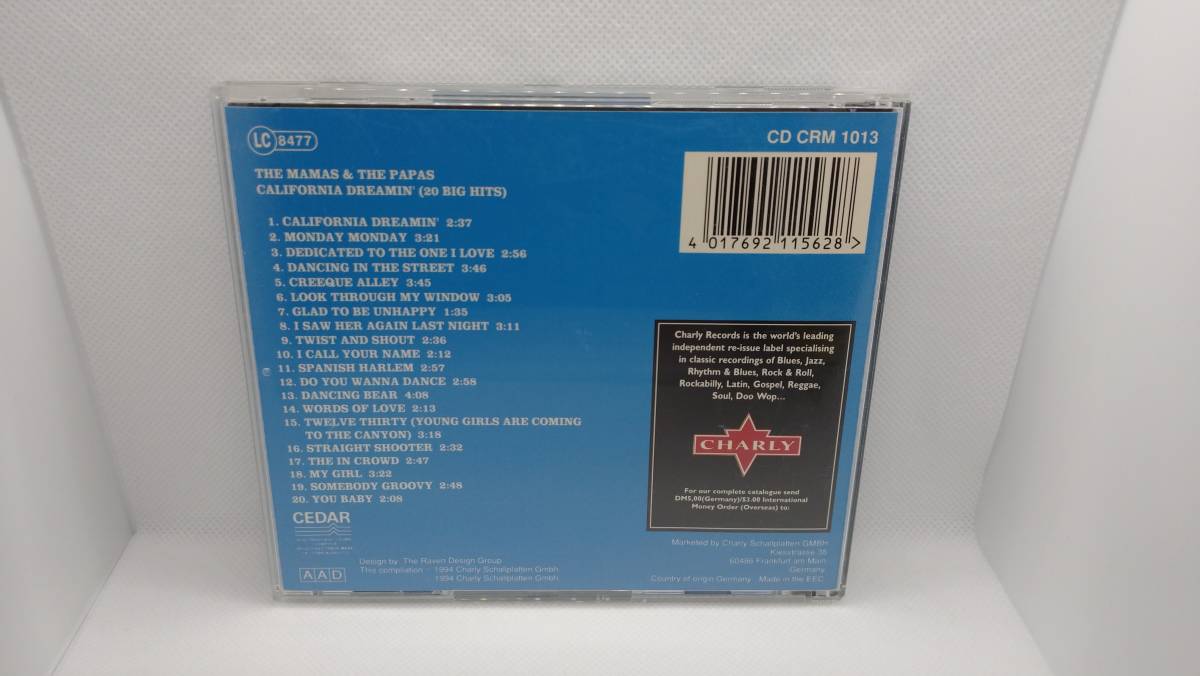 LC 8477
CD CRM 1013
THE MAMAS & THE PAPAS
CALIFORNIA DREAMIN' (20 BIG HITS)
1. CALIFORNIA DREAMIN' 2:37
2. MONDAY MONDAY 3:21
3. DEDICATED TO THE ONE I LOVE 2:56
4. DANCING IN THE STREET 3:46
5. CREEQUE ALLEY 3:45
6. LOOK THROUGH MY WINDOW 3:05
7. GLAD TO BE UNHAPPY 1:35
8. I SAW HER AGAIN LAST NIGHT 3:11
9. TWIST AND SHOUT 2:36
10. I CALL YOUR NAME 2:12
11. SPANISH HARLEM 2:57
12. DO YOU WANNA DANCE 2:58
13. DANCING BEAR 4:08
14. WORDS OF LOVE 2:13
15. TWELVE THIRTY (YOUNG GIRLS ARE COMING
TO THE CANYON) 3:18
16. STRAIGHT SHOOTER 2:32
17. THE IN CROWD 2:47
18. MY GIRL 3:22
19. SOMEBODY GROOVY 2:48
20. YOU BABY 2:08
CEDAR
AAD
Design by The Raven Design Group
This compilation 1994 Charly Schallplatten Gmbh
1994 Charly Schallplatten Gmbh
4 017692 115628 >
Charly Records is the world's leading
independent re-issue label specialising
in classic recordings of Blues, Jazz,
Rhythm & Blues, Rock & Roll,
Rockabilly, Latin, Gospel, Reggae,
Soul, Doo Wop...
CHARLY
For our complete catalogue send
DM5,00(Germany)/$3.00 International
Money Order (Overseas) to:
Marketed by Charly Schallplatten GMBH
Kiesstrasse 35
60486 Frankfurt am Main
Germany.
Country of origin Germany Made in the EEC